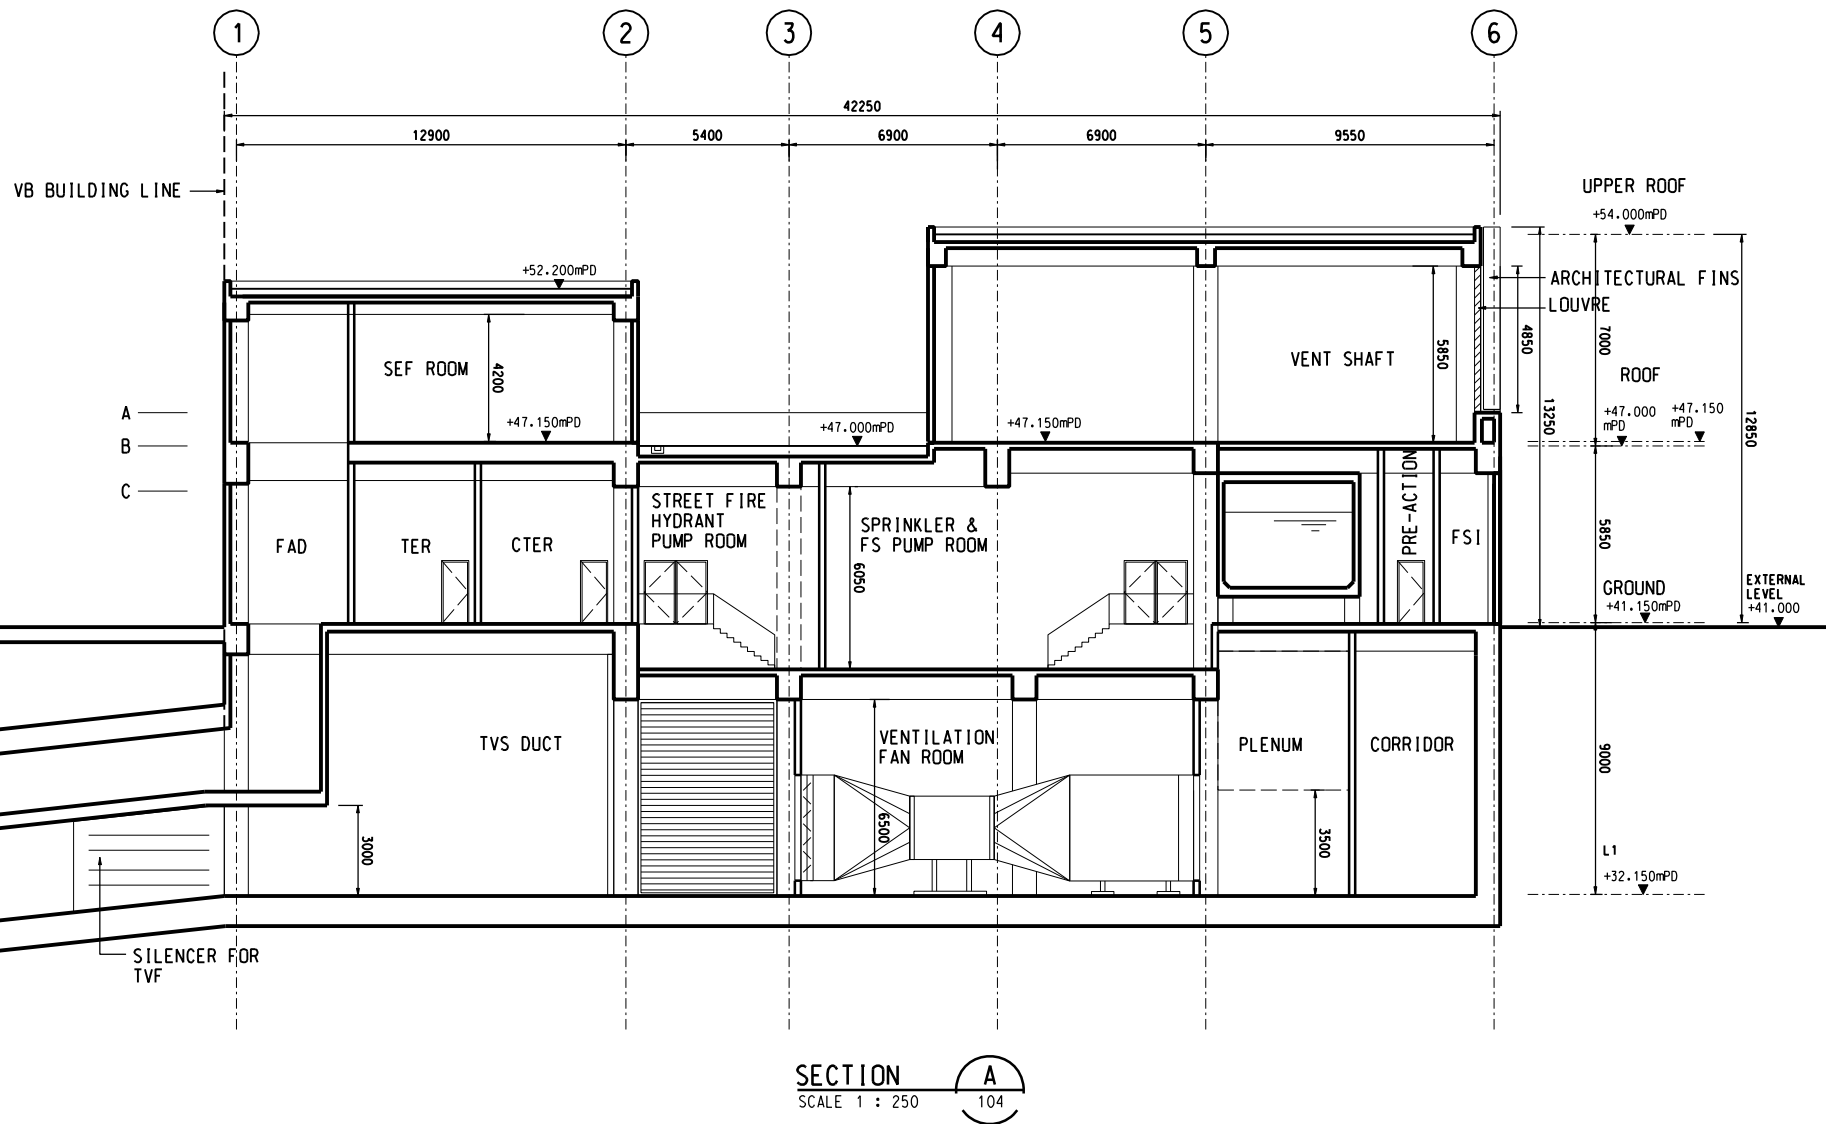 1 2 3 4 5 6
42250
12900 5400 6900 6900 9550
VB BUILDING LINE
UPPER ROOF
+54.000mPD
+52.200mPD
ARCHITECTURAL FINS
LOUVRE
SEF ROOM
4200
VENT SHAFT
5850
4850
7000
13250
12850
ROOF
+47.000
mPD
+47.150
mPD
A
B
C
+47.150mPD
+47.000mPD
+47.150mPD
FAD
TER
CTER
STREET FIRE
HYDRANT
PUMP ROOM
SPRINKLER &
FS PUMP ROOM
6050
PRE-ACTION
FSI
5850
GROUND
+41.150mPD
EXTERNAL
LEVEL
+41.000
TVS DUCT
VENTILATION
FAN ROOM
PLENUM
CORRIDOR
9000
3000
6500
3500
L1
+32.150mPD
SILENCER FOR
TVF
SECTION A
SCALE 1 : 250 104